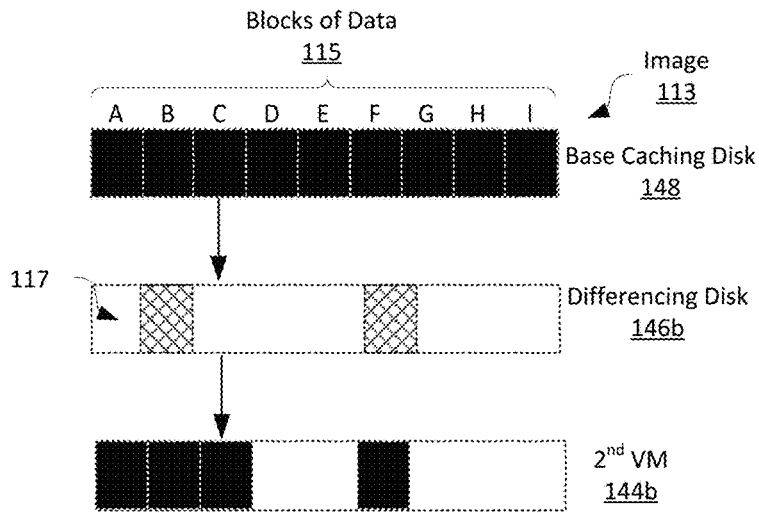 Blocks of Data
115
Image
113
A B C D E F G H I
Base Caching Disk
148
117
Differencing Disk
146b
2nd VM
144b